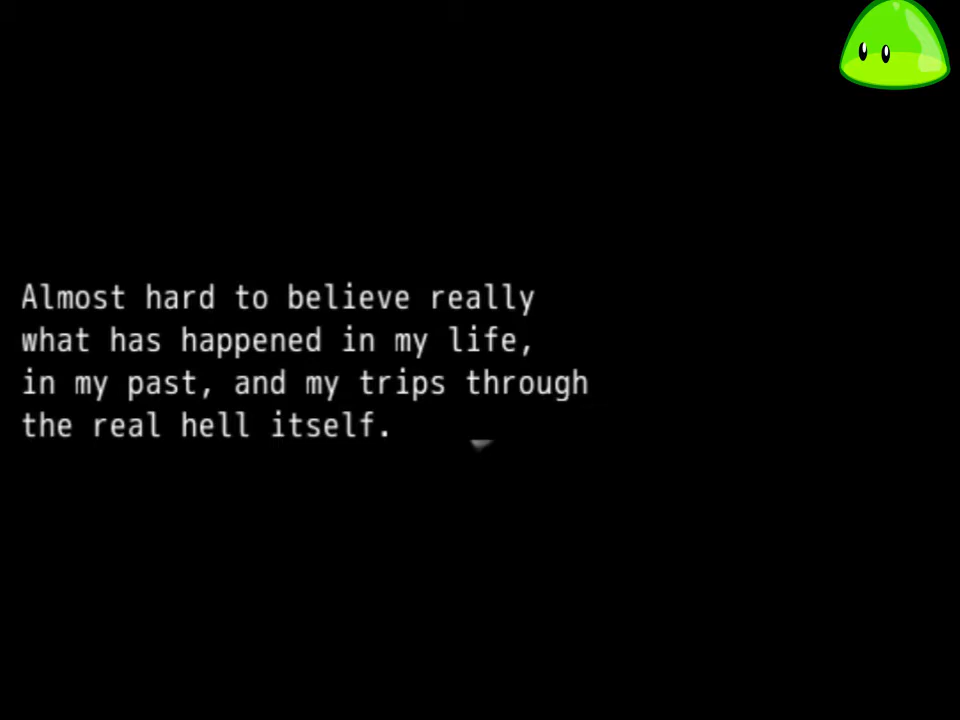 Almost hard to believe really
what has happened in my life,
in my past, and my trips through
the real hell itself.